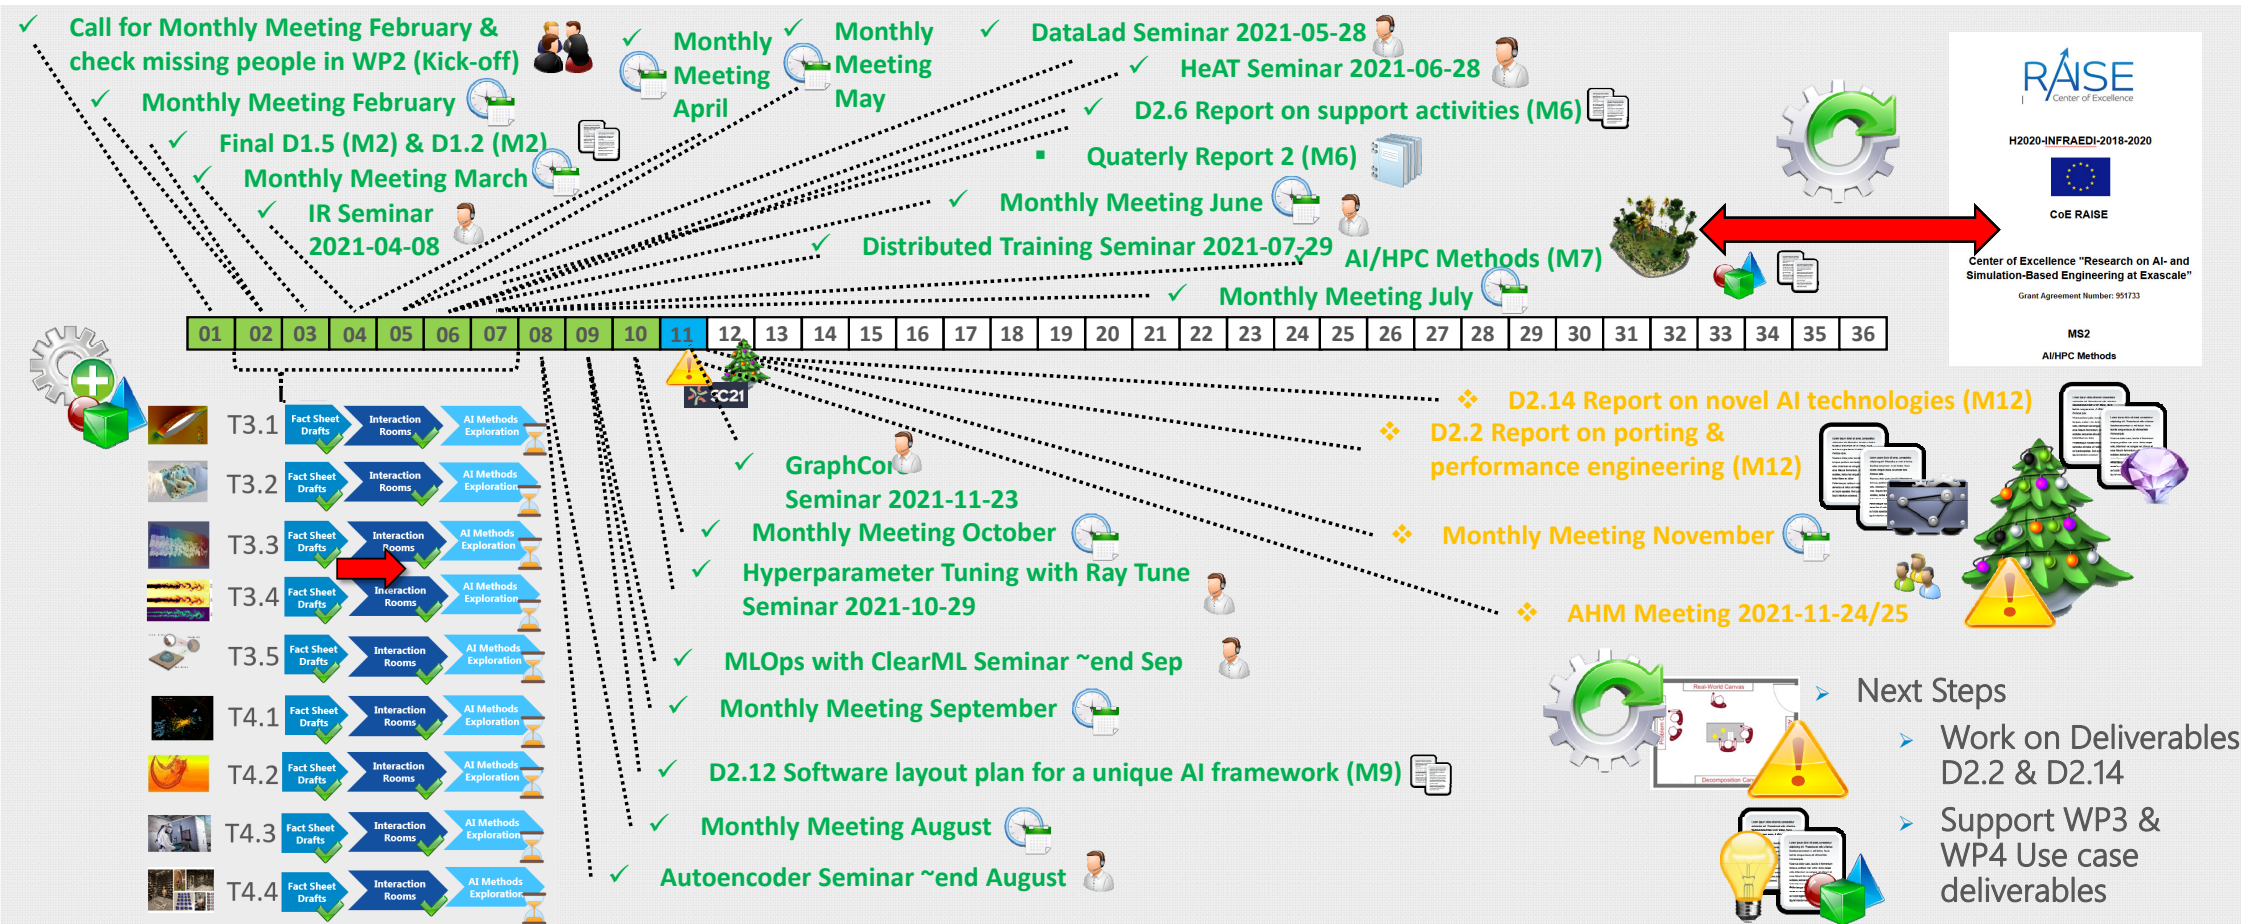 ✓ Call for Monthly Meeting February &
check missing people in WP2 (Kick-off)
✓ Monthly Meeting February
✓ Final D1.5 (M2) & D1.2 (M2)
✓ Monthly Meeting March
✓ IR Seminar
2021-04-08
✓ Monthly
Meeting
April
✓ Monthly
Meeting
May
✓ DataLad Seminar 2021-05-28
✓ HeAT Seminar 2021-06-28
✓ D2.6 Report on support activities (M6)
▪ Quaterly Report 2 (M6)
✓ Monthly Meeting June
✓ Distributed Training Seminar 2021-07-29
✓ AI/HPC Methods (M7)
✓ Monthly Meeting July
RAISE
Center of Excellence
H2020-INFRAEDI-2018-2020
CoE RAISE
Center of Excellence "Research on AI- and
Simulation-Based Engineering at Exascale"
Grant Agreement Number: 951733
MS2
AI/HPC Methods
01 02 03 04 05 06 07 08 09 10 11 12 13 14 15 16 17 18 19 20 21 22 23 24 25 26 27 28 29 30 31 32 33 34 35 36
SC21
T3.1 Fact Sheet Drafts Interaction Rooms AI Methods Exploration
T3.2 Fact Sheet Drafts Interaction Rooms AI Methods Exploration
T3.3 Fact Sheet Drafts Interaction Rooms AI Methods Exploration
T3.4 Fact Sheet Drafts Interaction Rooms AI Methods Exploration
T3.5 Fact Sheet Drafts Interaction Rooms AI Methods Exploration
T4.1 Fact Sheet Drafts Interaction Rooms AI Methods Exploration
T4.2 Fact Sheet Drafts Interaction Rooms AI Methods Exploration
T4.3 Fact Sheet Drafts Interaction Rooms AI Methods Exploration
T4.4 Fact Sheet Drafts Interaction Rooms AI Methods Exploration
✓ GraphCor
Seminar 2021-11-23
✓ Monthly Meeting October
✓ Hyperparameter Tuning with Ray Tune
Seminar 2021-10-29
✓ MLOps with ClearML Seminar ~end Sep
✓ Monthly Meeting September
✓ D2.12 Software layout plan for a unique AI framework (M9)
✓ Monthly Meeting August
✓ Autoencoder Seminar ~end August
❖ D2.14 Report on novel AI technologies (M12)
❖ D2.2 Report on porting &
performance engineering (M12)
❖ Monthly Meeting November
❖ AHM Meeting 2021-11-24/25
Real-World Canvas
Decomposition Can
➢ Next Steps
➢ Work on Deliverables
D2.2 & D2.14
➢ Support WP3 &
WP4 Use case
deliverables